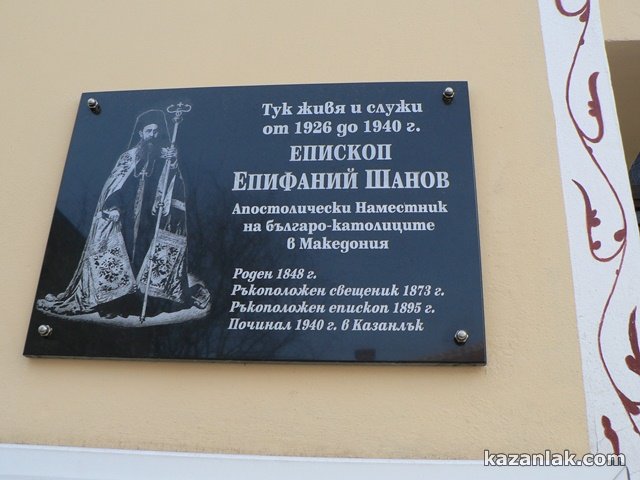 Тук живя и служи
от 1926 до 1940 г.
ЕПИСКОП
ЕПИФАНИЙ ШАНОВ
Апостолически Наместник
на българо-католиците
в Македония
Роден 1848 г.
Ръкоположен свещеник 1873 г.
Ръкоположен епископ 1895 г.
Починал 1940 г. в Казанлък
kazanlak.com